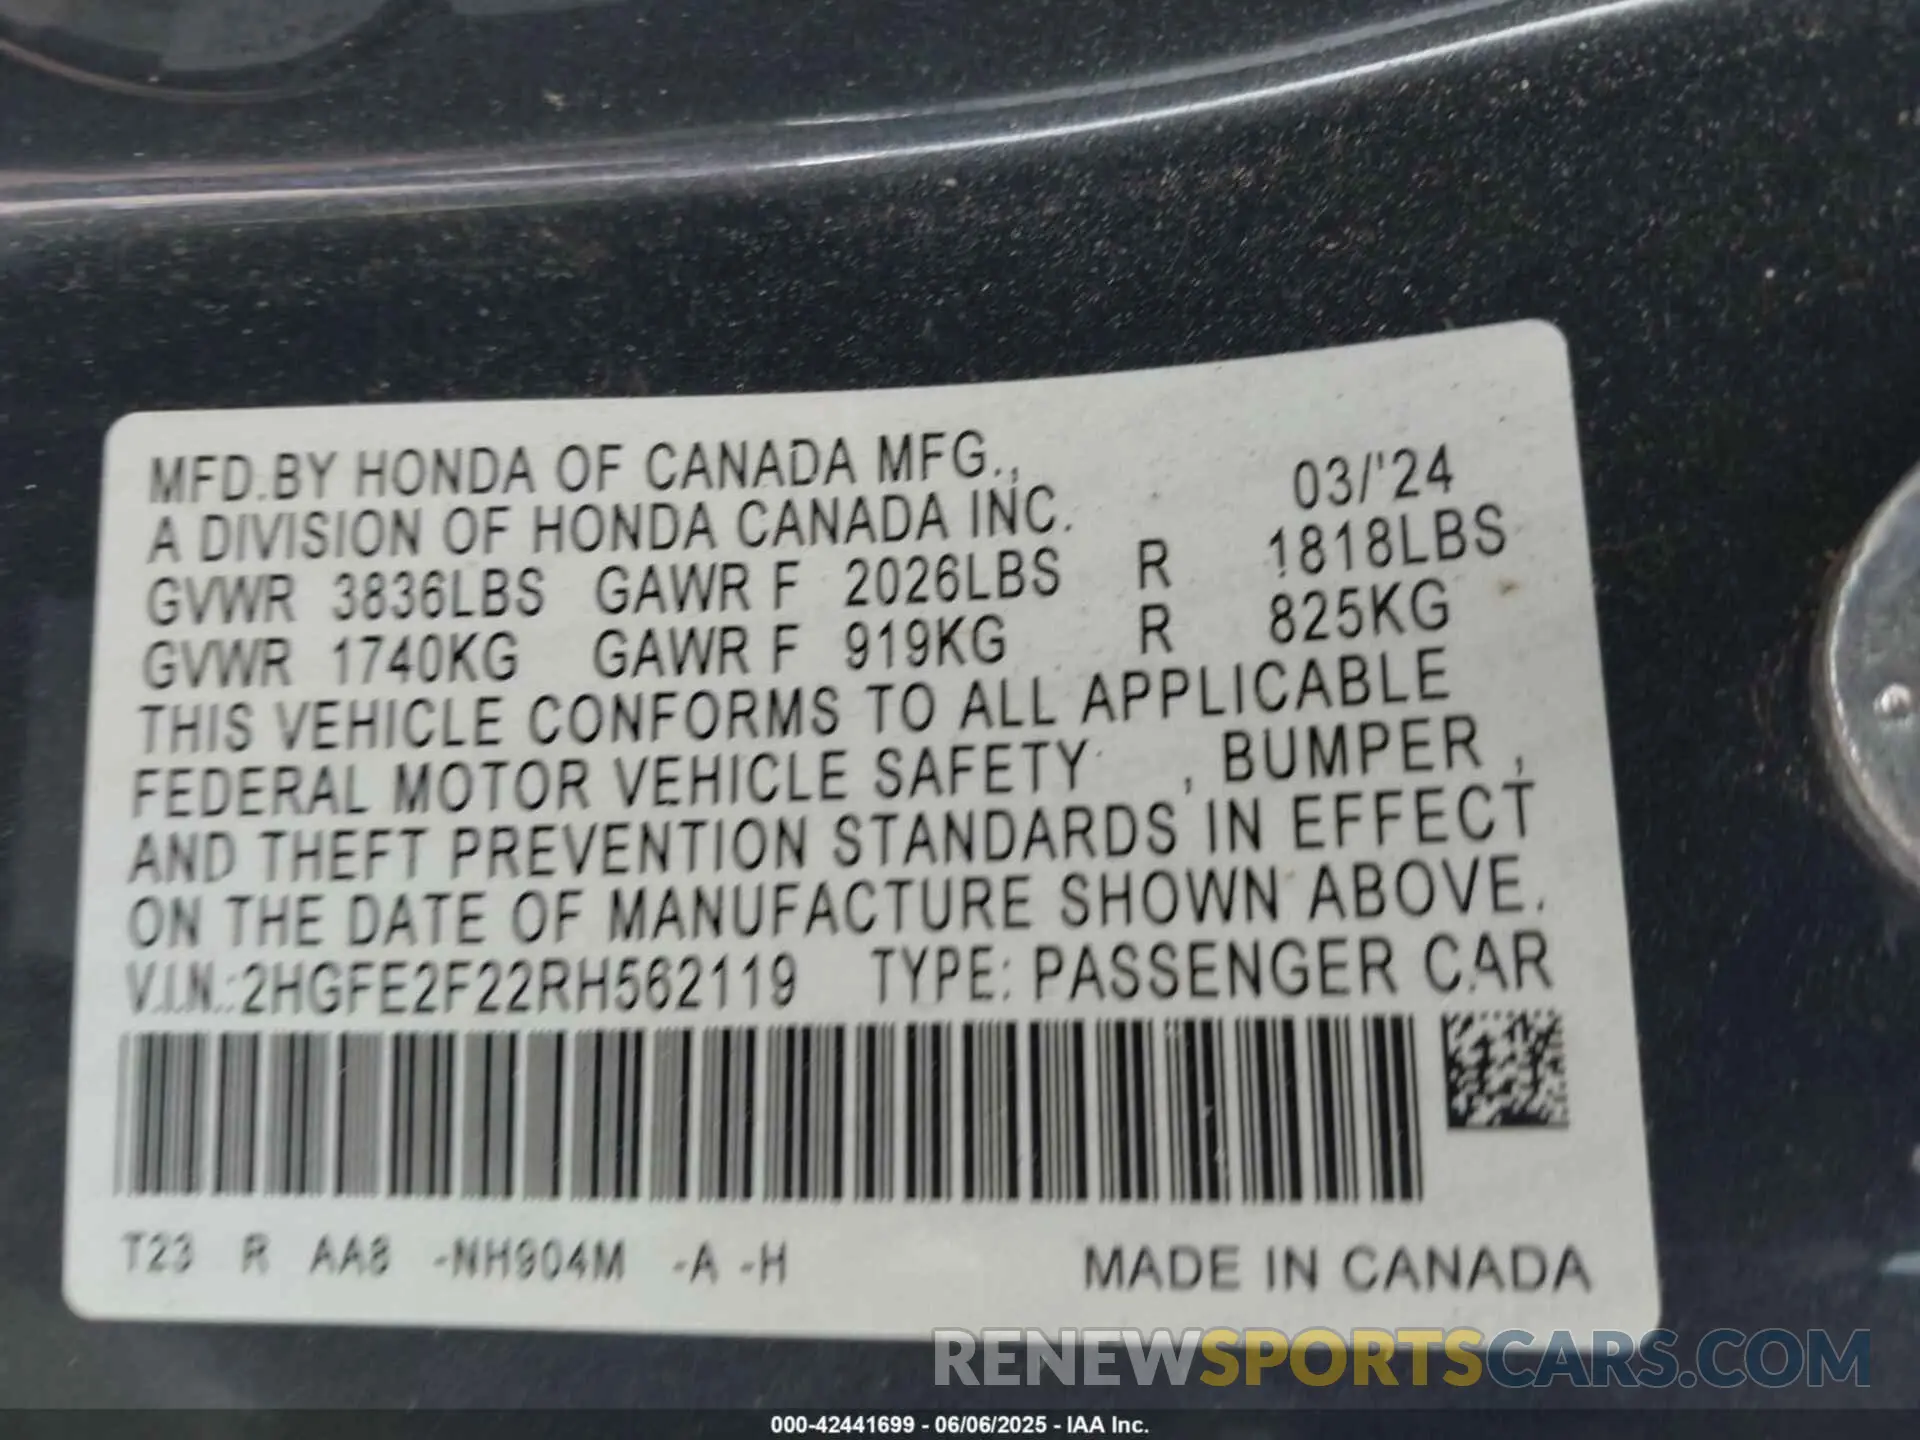 MFD.BY HONDA OF CANADA MFG., 03/'24
A DIVISION OF HONDA CANADA INC.
GVWR 3836LBS GAWR F 2026LBS R 1818LBS
GVWR 1740KG GAWR F 919KG R 825KG
THIS VEHICLE CONFORMS TO ALL APPLICABLE
FEDERAL MOTOR VEHICLE SAFETY , BUMPER ,
AND THEFT PREVENTION STANDARDS IN EFFECT
ON THE DATE OF MANUFACTURE SHOWN ABOVE.
V.I.N.:2HGFE2F22RH562119 TYPE: PASSENGER CAR
T23 R AA8 -NH904M -A -H MADE IN CANADA
RENEWSPORTSCARS.COM
000-42441699 - 06/06/2025 - IAA Inc.